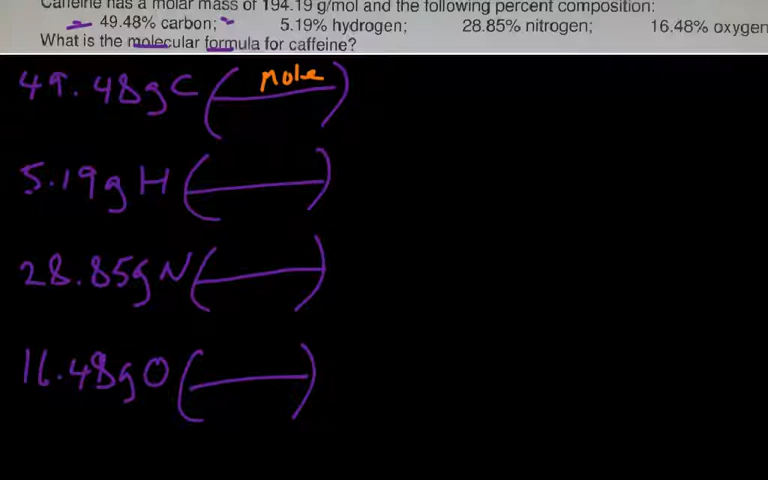 Caffeine has a molar mass of 194.19 g/mol and the following percent composition:
49.48% carbon; 5.19% hydrogen; 28.85% nitrogen; 16.48% oxygen
What is the molecular formula for caffeine?
49.48g C ( mole )
5.19g H ( )
28.85g N ( )
16.48g O ( )